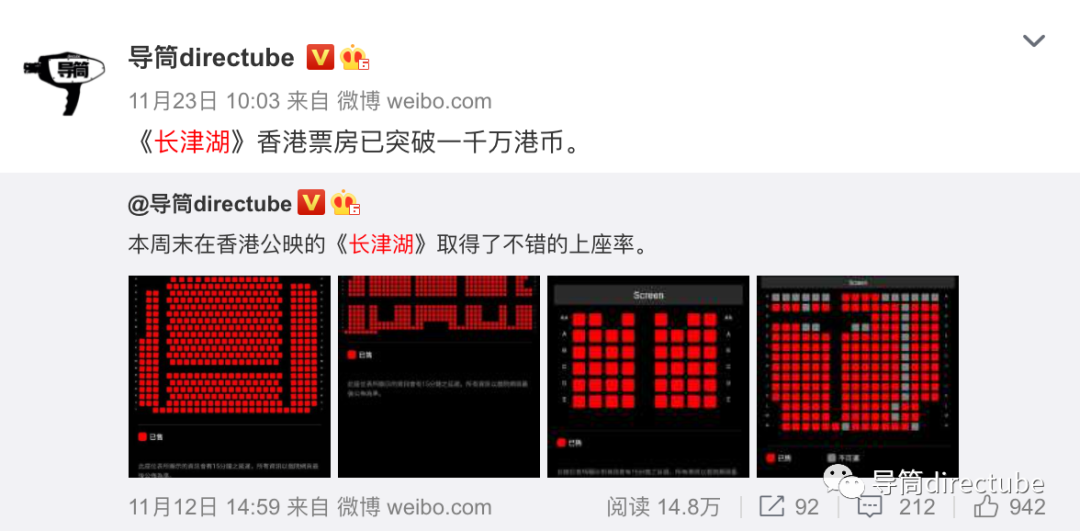 导筒directube
11月23日 10:03 来自 微博 weibo.com
《长津湖》香港票房已突破一千万港币。
@导筒directube
本周末在香港公映的《长津湖》取得了不错的上座率。
Screen
Screen
已售
已售
已售
已售
不可選
11月12日 14:59 来自 微博 weibo.com
阅读 14.8万
92
212
942
导筒directube